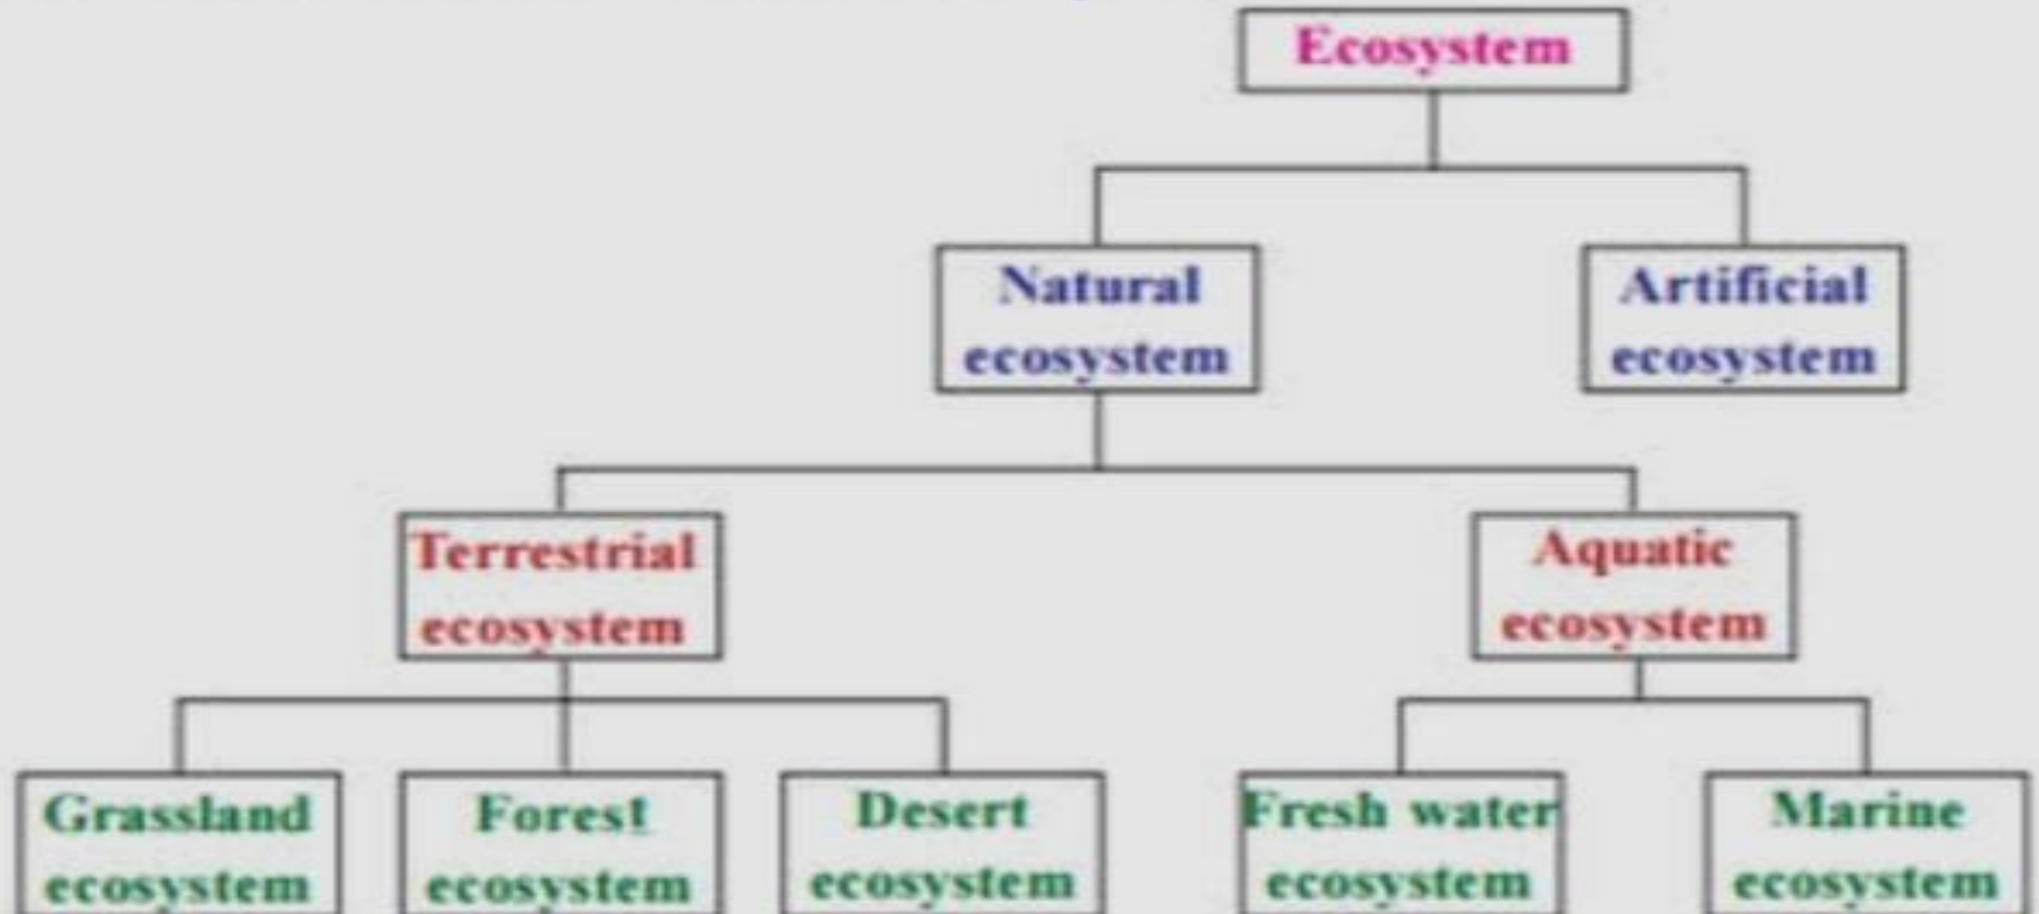 Ecosystem
Natural
ecosystem
Artificial
ecosystem
Terrestrial
ecosystem
Aquatic
ecosystem
Grassland
ecosystem
Forest
ecosystem
Desert
ecosystem
Fresh water
ecosystem
Marine
ecosystem